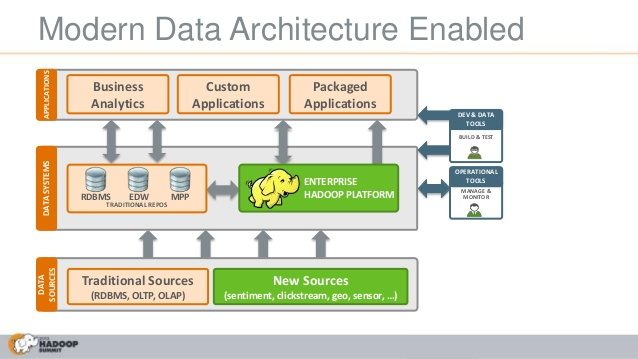 Modern Data Architecture Enabled
APPLICATIONS
Business
Analytics
Custom
Applications
Packaged
Applications
DEV & DATA
TOOLS
BUILD & TEST
DATA SYSTEMS
RDBMS EDW MPP
TRADITIONAL REPOS
ENTERPRISE
HADOOP PLATFORM
OPERATIONAL
TOOLS
MANAGE &
MONITOR
DATA
SOURCES
Traditional Sources
(RDBMS, OLTP, OLAP)
New Sources
(sentiment, clickstream, geo, sensor, ...)
HADOOP
SUMMIT